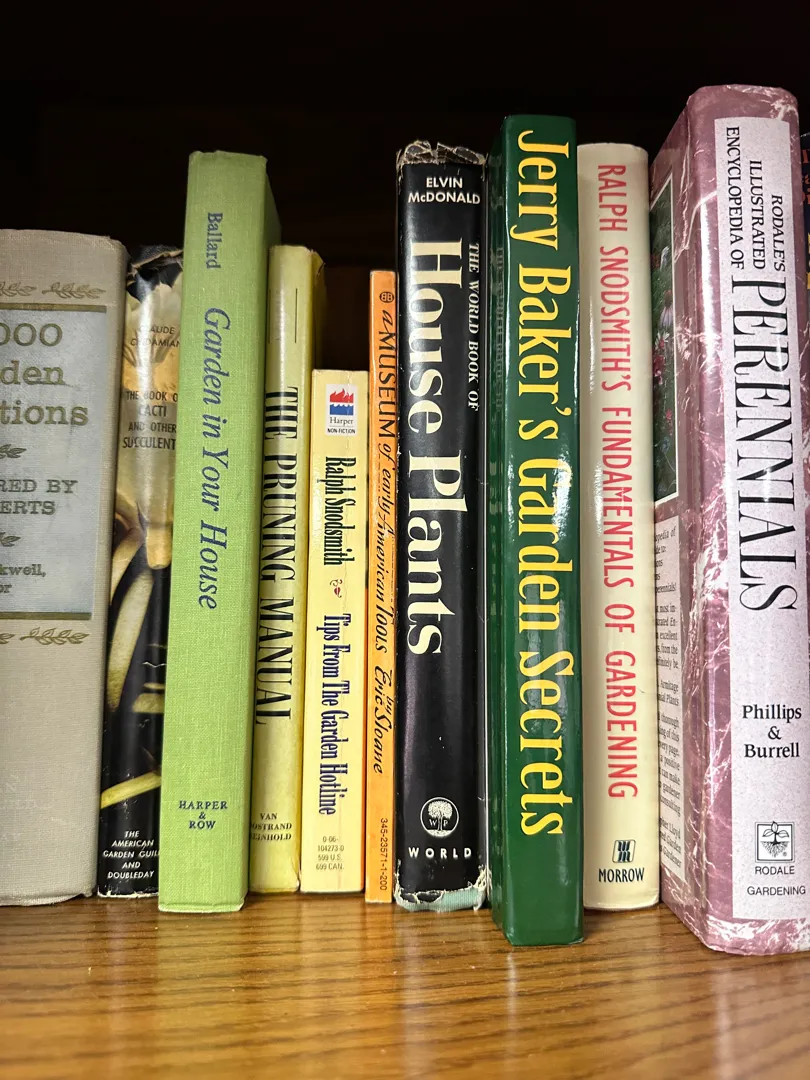 000
den
tions
RED BY
ERTS
kwell,
or
THE BOOK OF
CACTI
AND OTHER
SUCCULENT
THE
AMERICAN
GARDEN GUILD
AND
DOUBLEDAY
Ballard
Garden in Your House
HARPER
&
ROW
THE PRUNING MANUAL
VAN
NOSTRAND
REINHOLD
Harper
NON-FICTION
Ralph Snodsmith
Tips From The Garden Hotline
0-06-
104273-0
599 U.S.
699 CAN.
BB
a MUSEUM of early American Tools by Eric Sloane
345-23571-1-200
ELVIN
McDONALD
THE WORLD BOOK OF
House Plants
WP
WORLD
Jerry Baker's Garden Secrets
RALPH SNODSMITH'S FUNDAMENTALS OF GARDENING
MORROW
RODALE'S
ILLUSTRATED
ENCYCLOPEDIA OF
PERENNIALS
Phillips
&
Burrell
RODALE
GARDENING